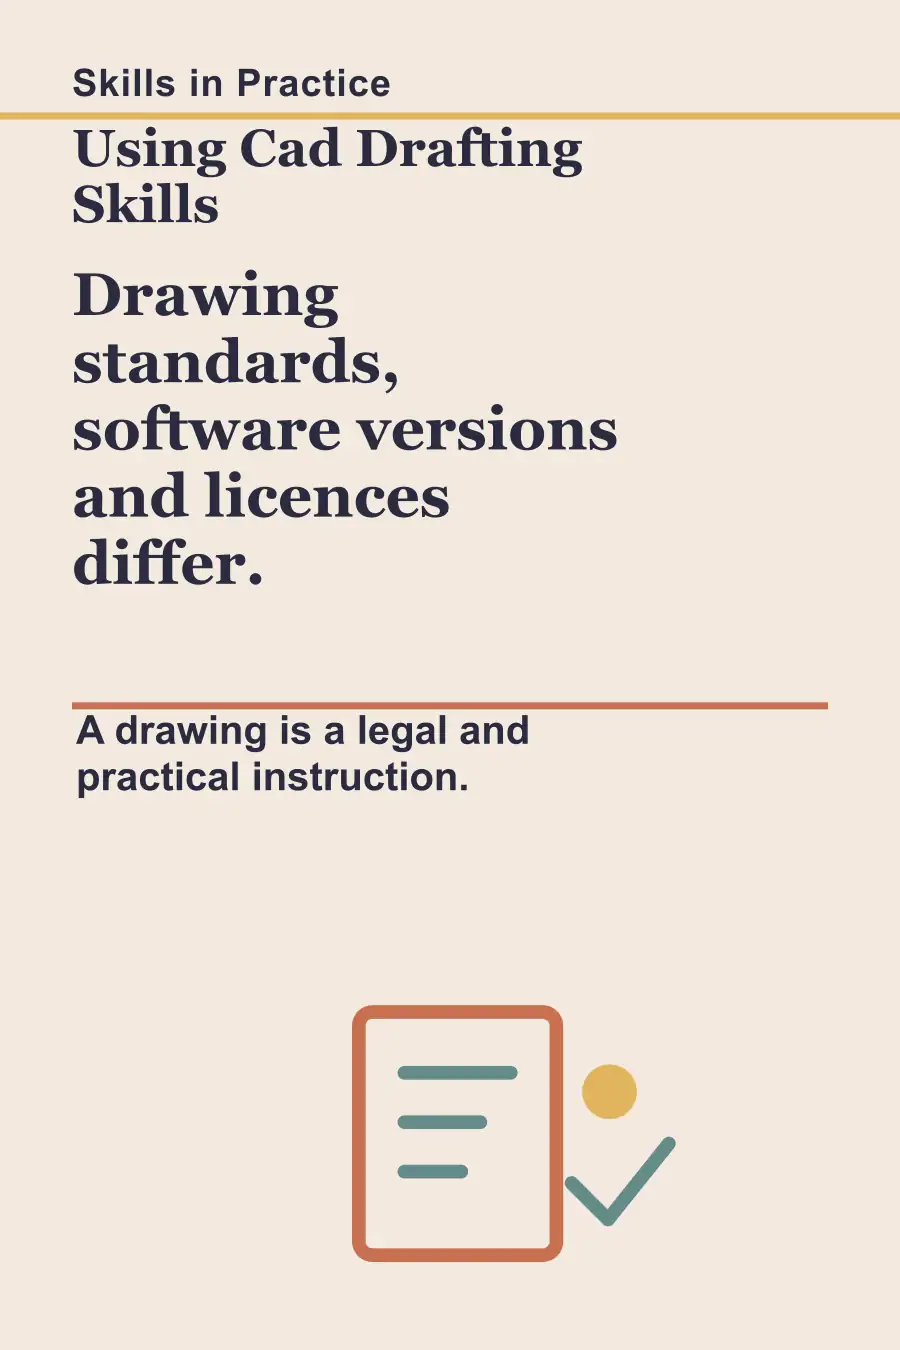 Skills in Practice
Using Cad Drafting
Skills
Drawing
standards,
software versions
and licences
differ.
A drawing is a legal and
practical instruction.